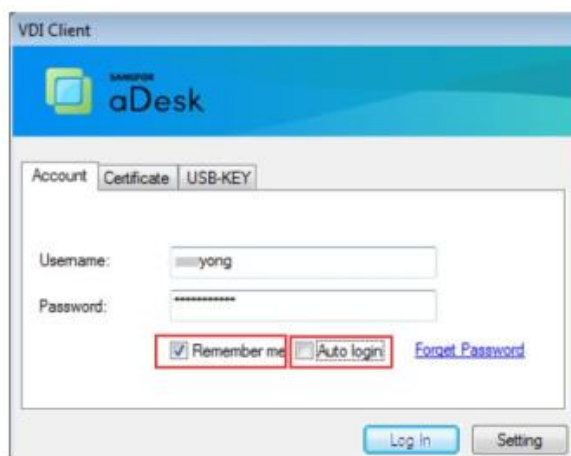 VDI Client
SANGFOR
aDesk
Account Certificate USB-KEY
Username: yong
Password: ***********
Remember me Auto login Forget Password
Log In Setting